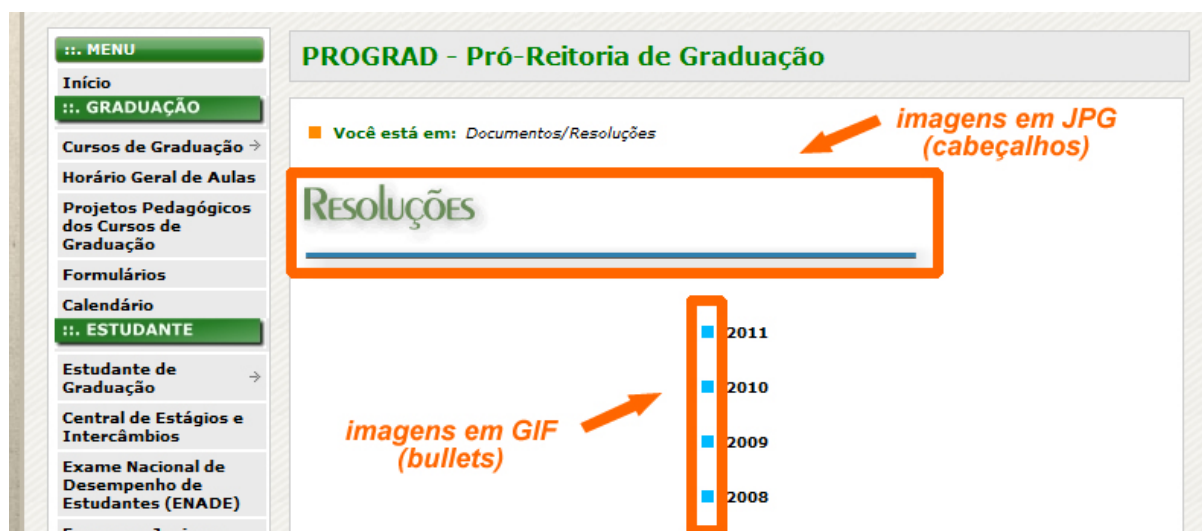 ::. MENU
Início
::. GRADUAÇÃO
Cursos de Graduação
Horário Geral de Aulas
Projetos Pedagógicos
dos Cursos de
Graduação
Formulários
Calendário
::. ESTUDANTE
Estudante de
Graduação
Central de Estágios e
Intercâmbios
Exame Nacional de
Desempenho de
Estudantes (ENADE)
PROGRAD - Pró-Reitoria de Graduação
Você está em: Documentos/Resoluções
imagens em JPG
(cabeçalhos)
Resoluções
2011
2010
2009
2008
imagens em GIF
(bullets)